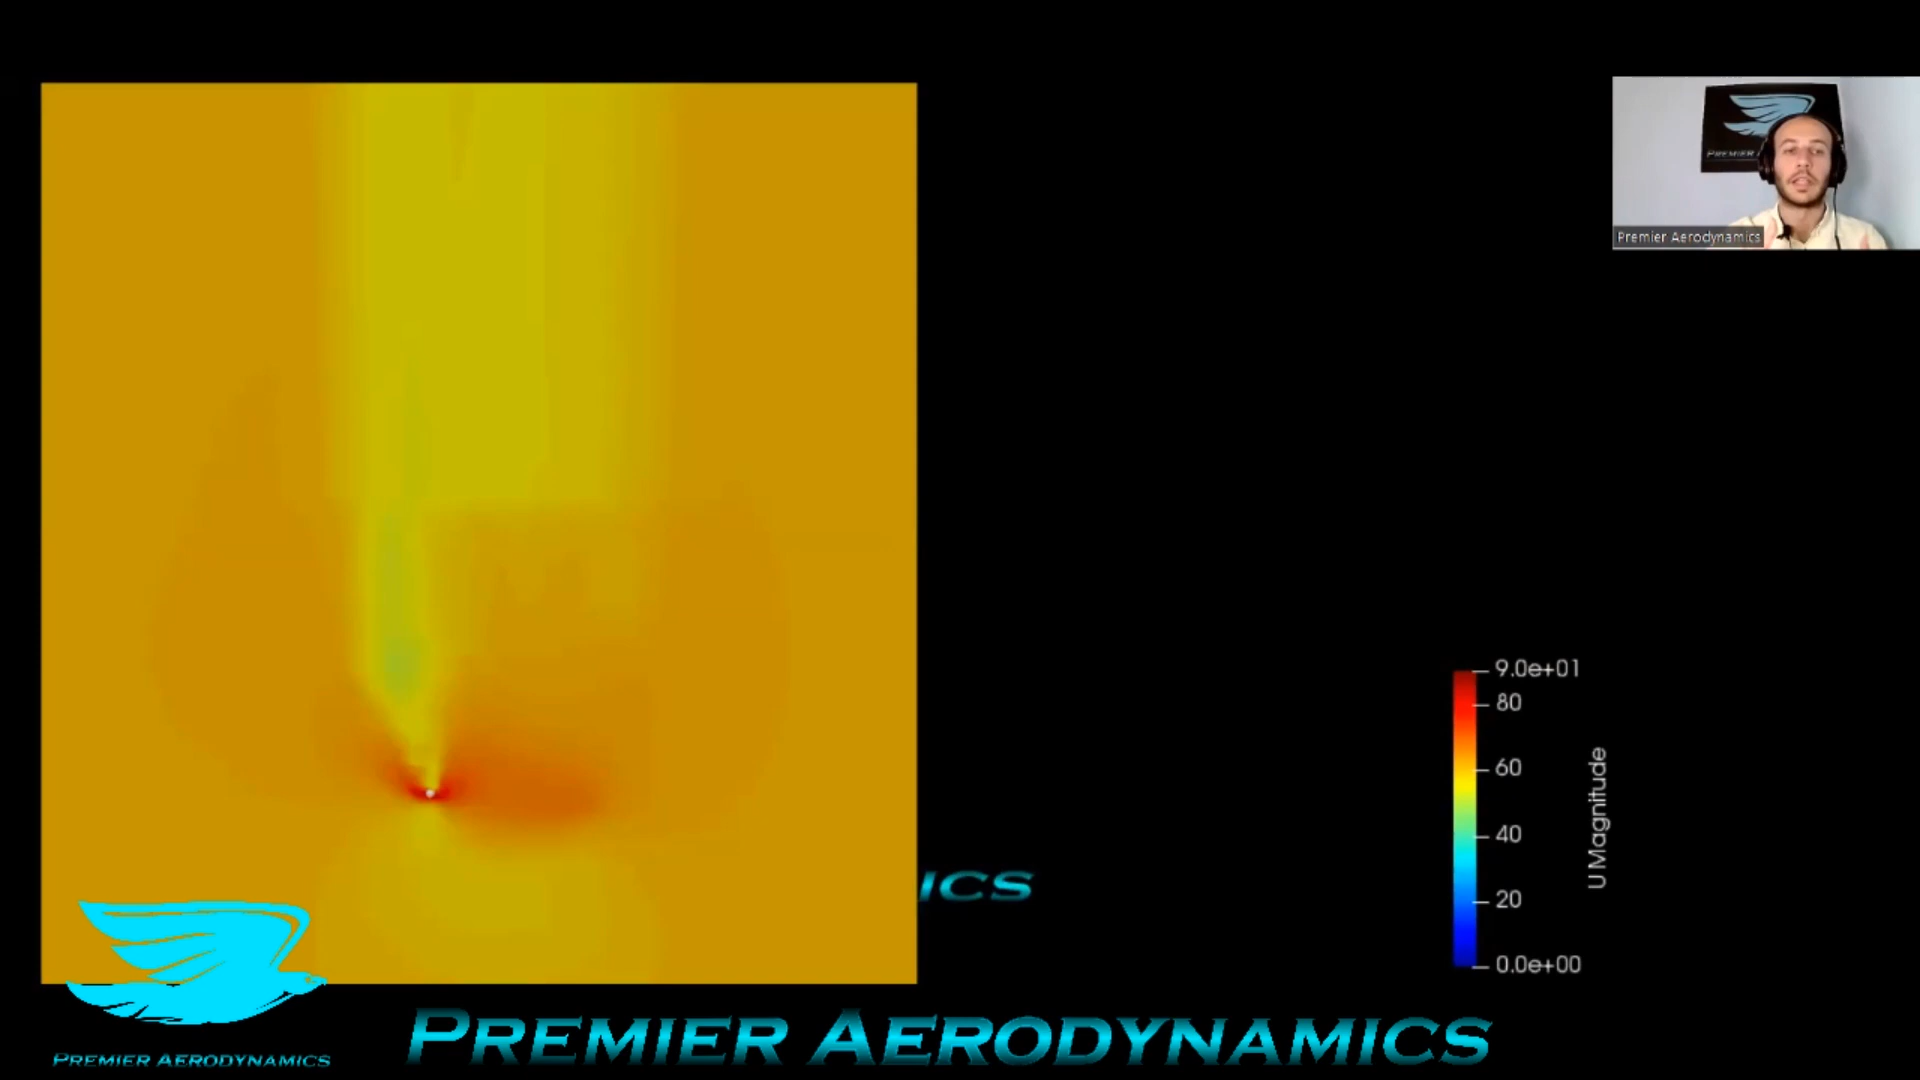 PREMIER
Premier Aerodynamics
9.0e+01
80
60
40
20
0.0e+00
U Magnitude
ICS
PREMIER AERODYNAMICS
PREMIER AERODYNAMICS